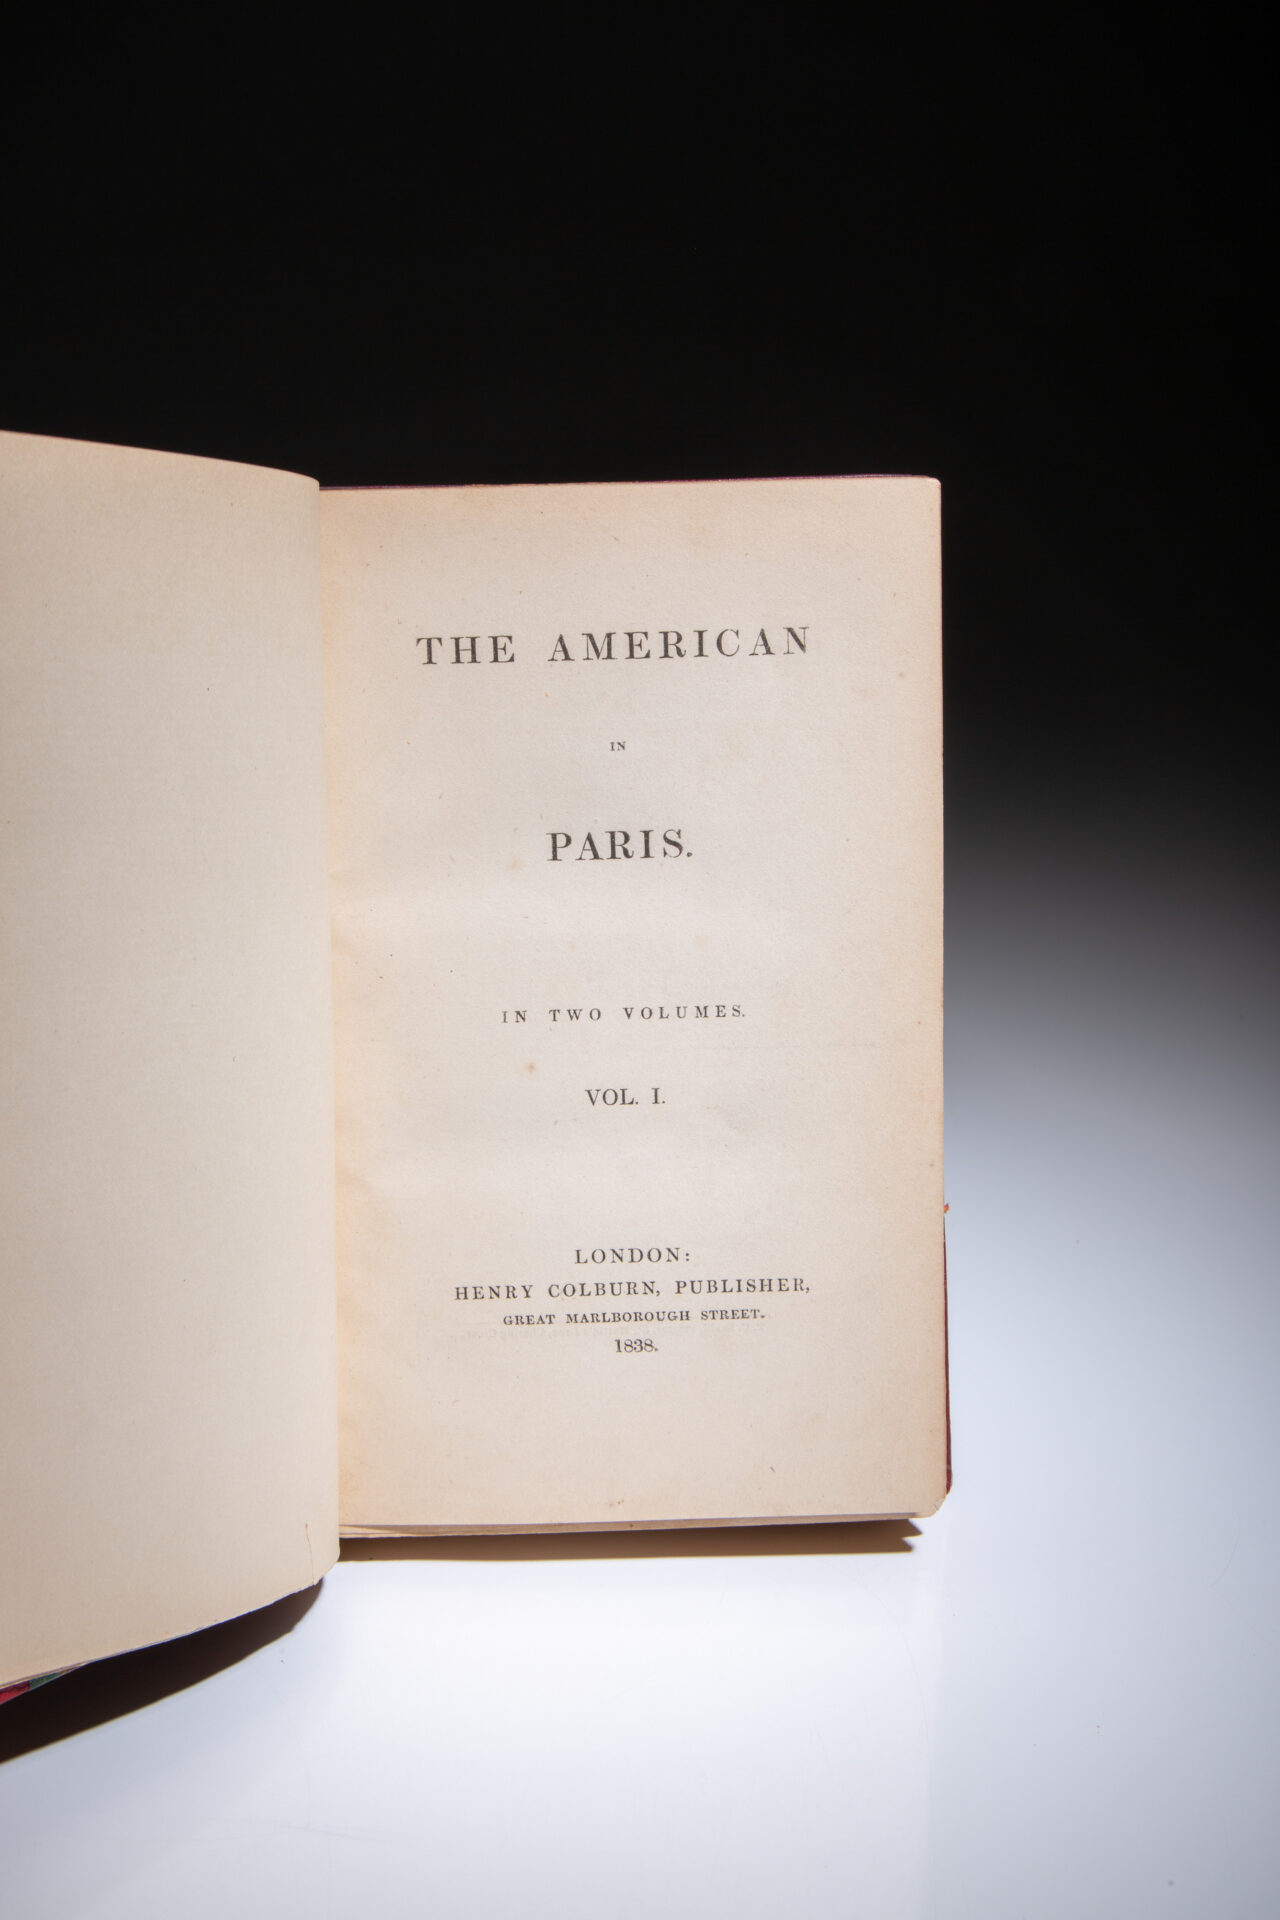 THE AMERICAN
IN
PARIS.
IN TWO VOLUMES.
VOL. I.
LONDON:
HENRY COLBURN, PUBLISHER,
GREAT MARLBOROUGH STREET.
1838.